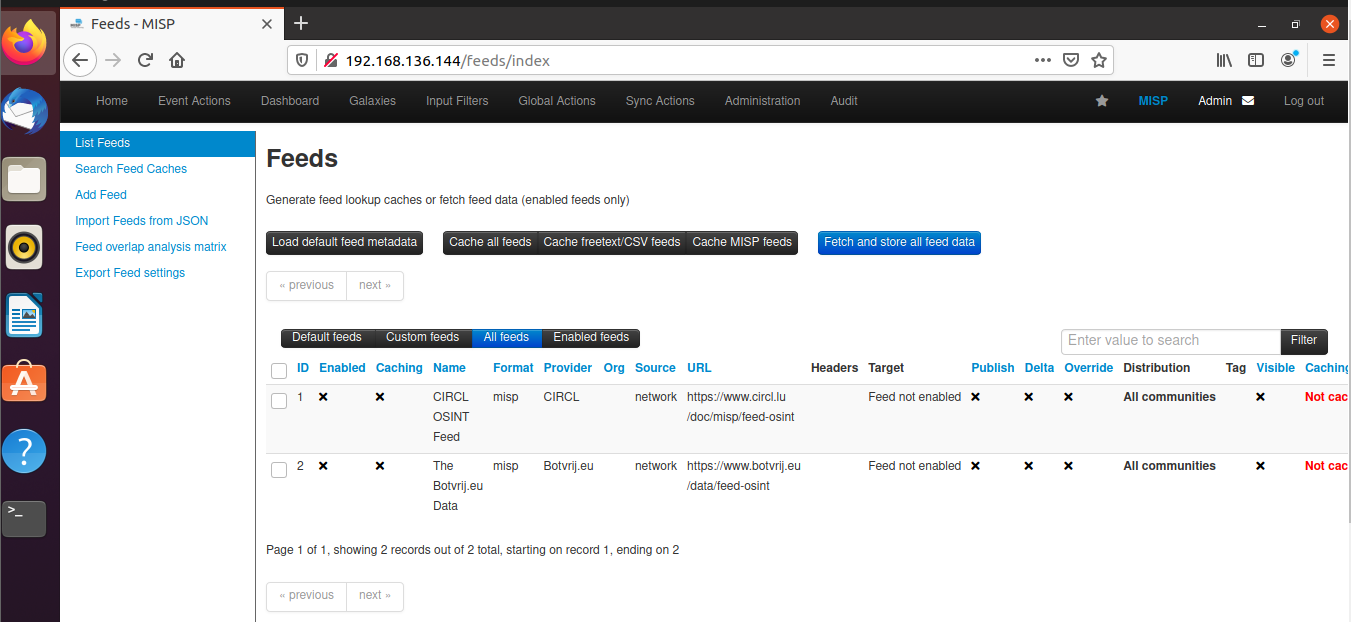 Feeds - MISP
192.168.136.144/feeds/index
Home Event Actions Dashboard Galaxies Input Filters Global Actions Sync Actions Administration Audit MISP Admin Log out
List Feeds
Search Feed Caches
Add Feed
Import Feeds from JSON
Feed overlap analysis matrix
Export Feed settings
Feeds
Generate feed lookup caches or fetch feed data (enabled feeds only)
Load default feed metadata Cache all feeds Cache freetext/CSV feeds Cache MISP feeds Fetch and store all feed data
« previous next »
Default feeds Custom feeds All feeds Enabled feeds Enter value to search Filter
ID Enabled Caching Name Format Provider Org Source URL Headers Target Publish Delta Override Distribution Tag Visible Caching
1 CIRCL misp CIRCL network https://www.circl.lu Feed not enabled All communities Not cac
OSINT /doc/misp/feed-osint
Feed
2 The misp Botvrij.eu network https://www.botvrij.eu Feed not enabled All communities Not cac
Botvrij.eu /data/feed-osint
Data
Page 1 of 1, showing 2 records out of 2 total, starting on record 1, ending on 2
« previous next »